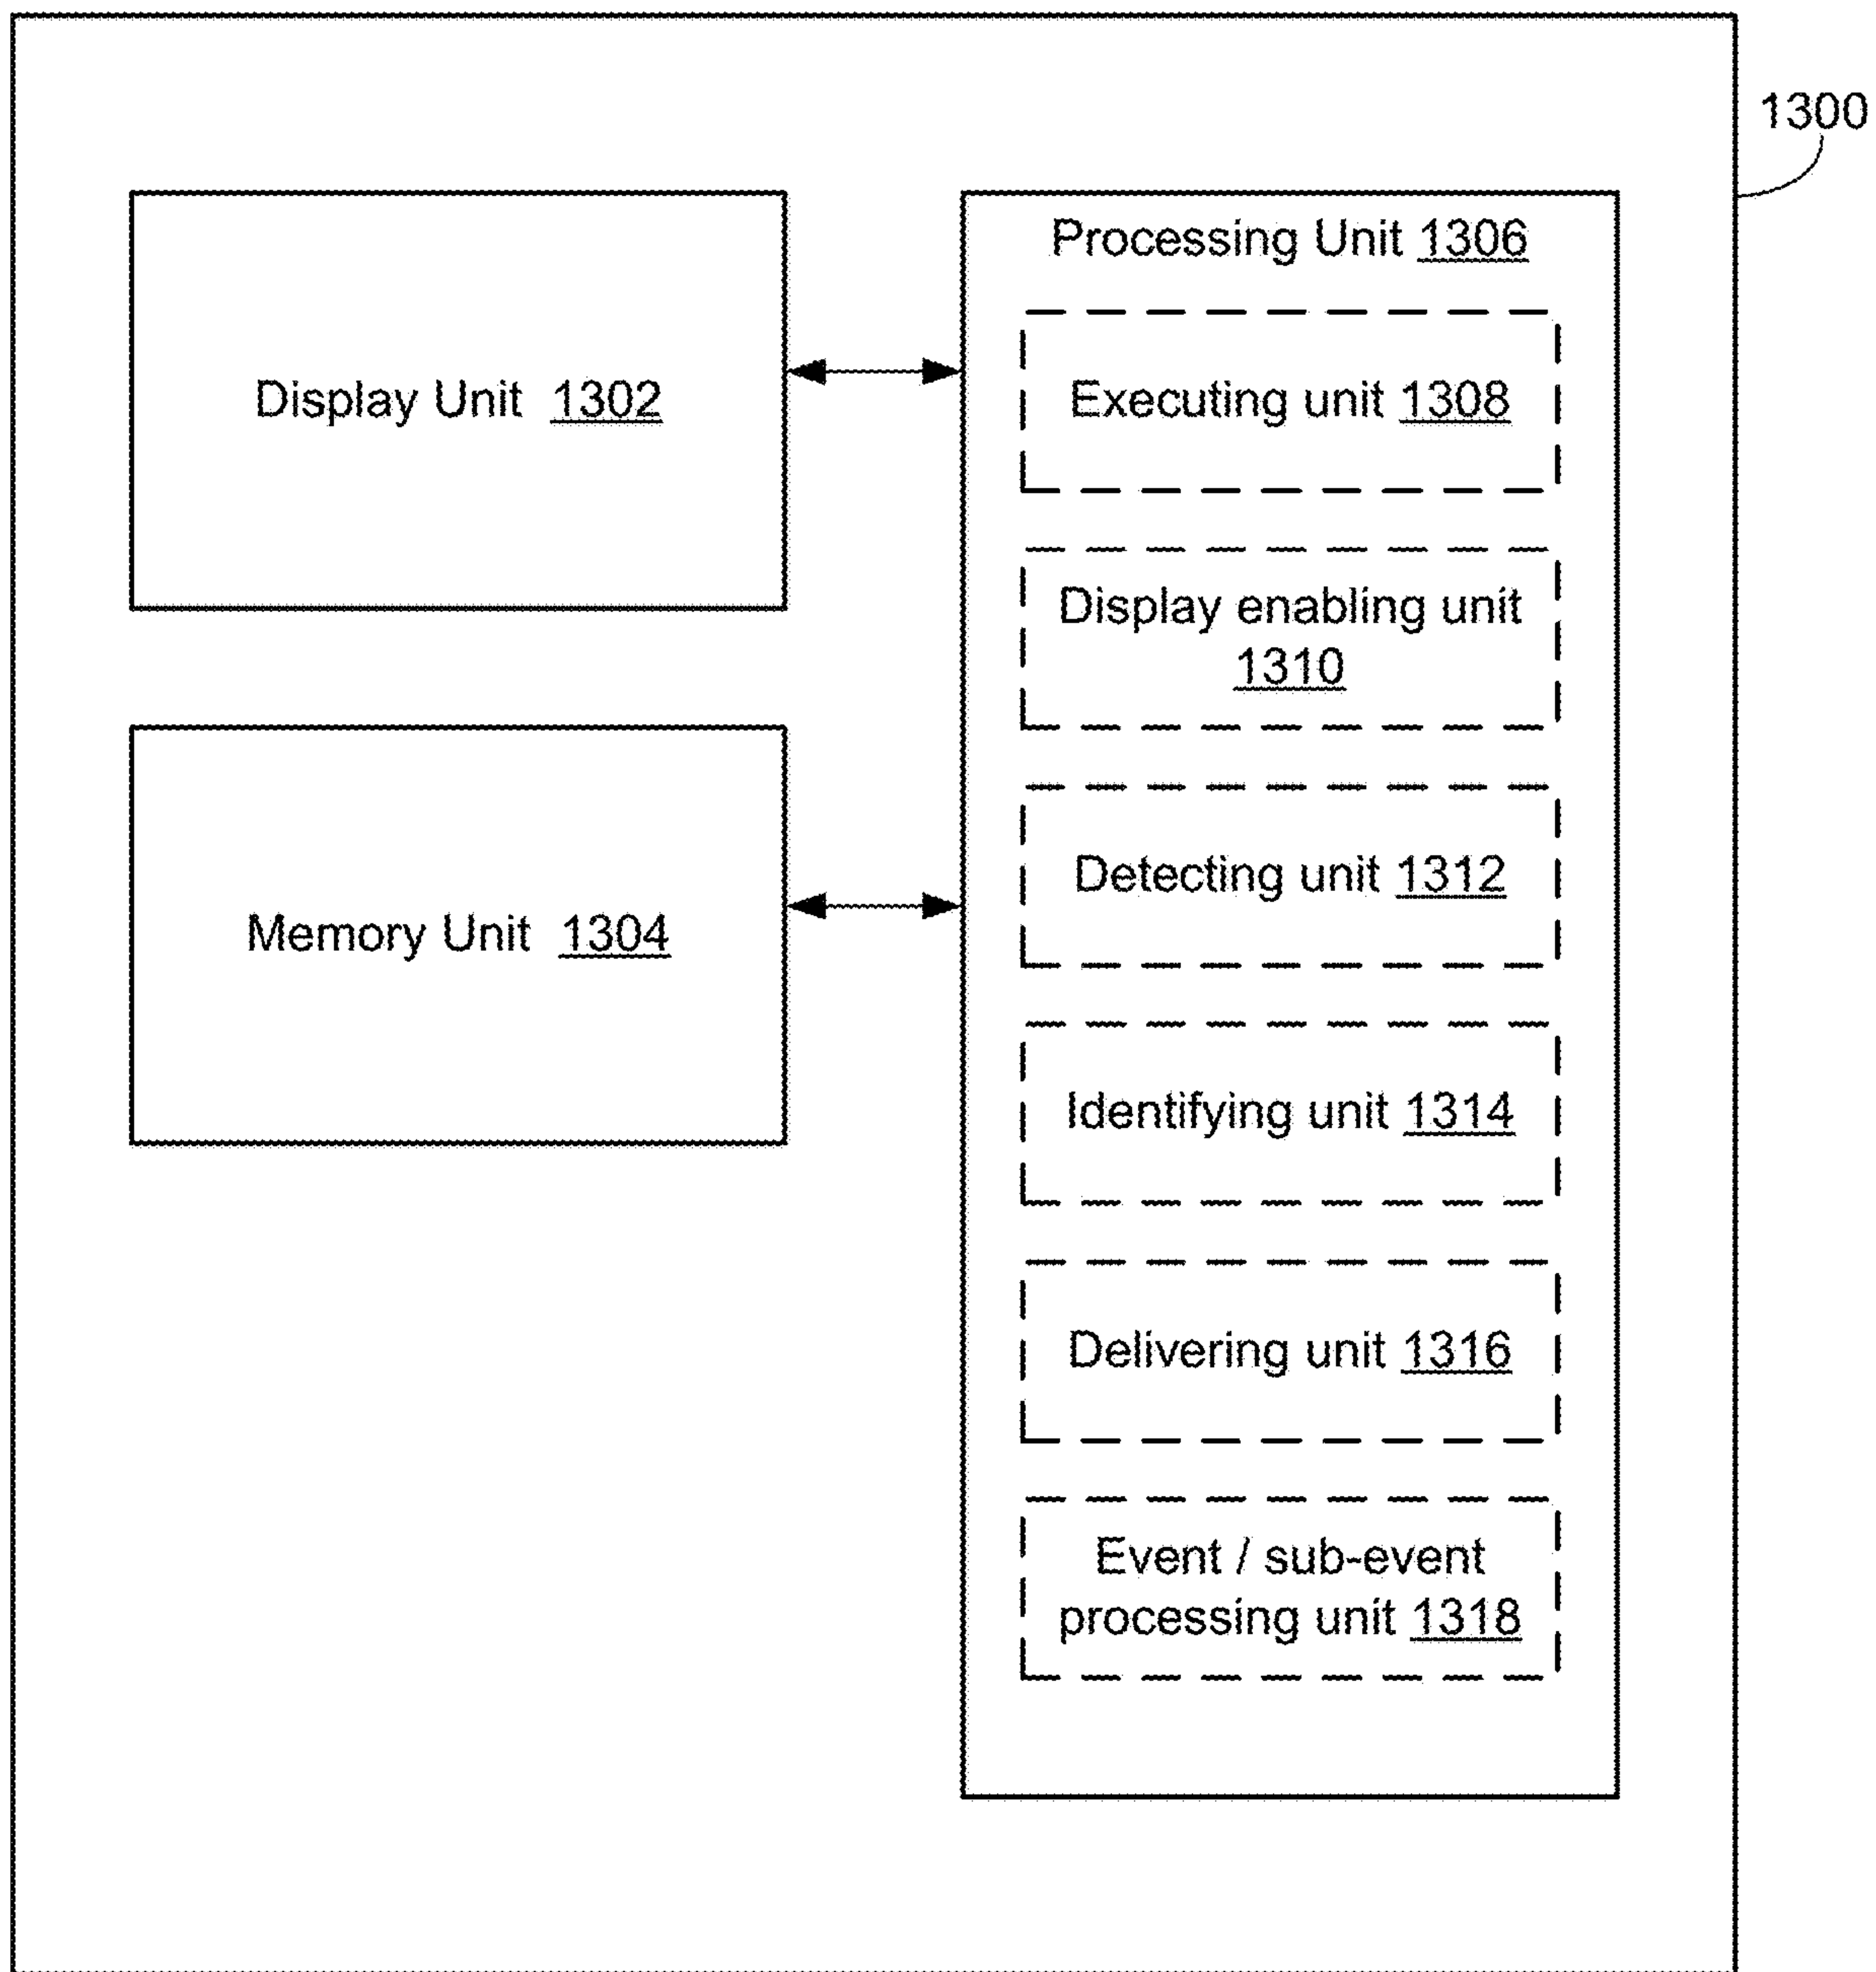 1300
Processing Unit 1306
Display Unit 1302
Executing unit 1308
Display enabling unit
1310
Detecting unit 1312
Memory Unit 1304
Identifying unit 1314
Delivering unit 1316
Event / sub-event
processing unit 1318